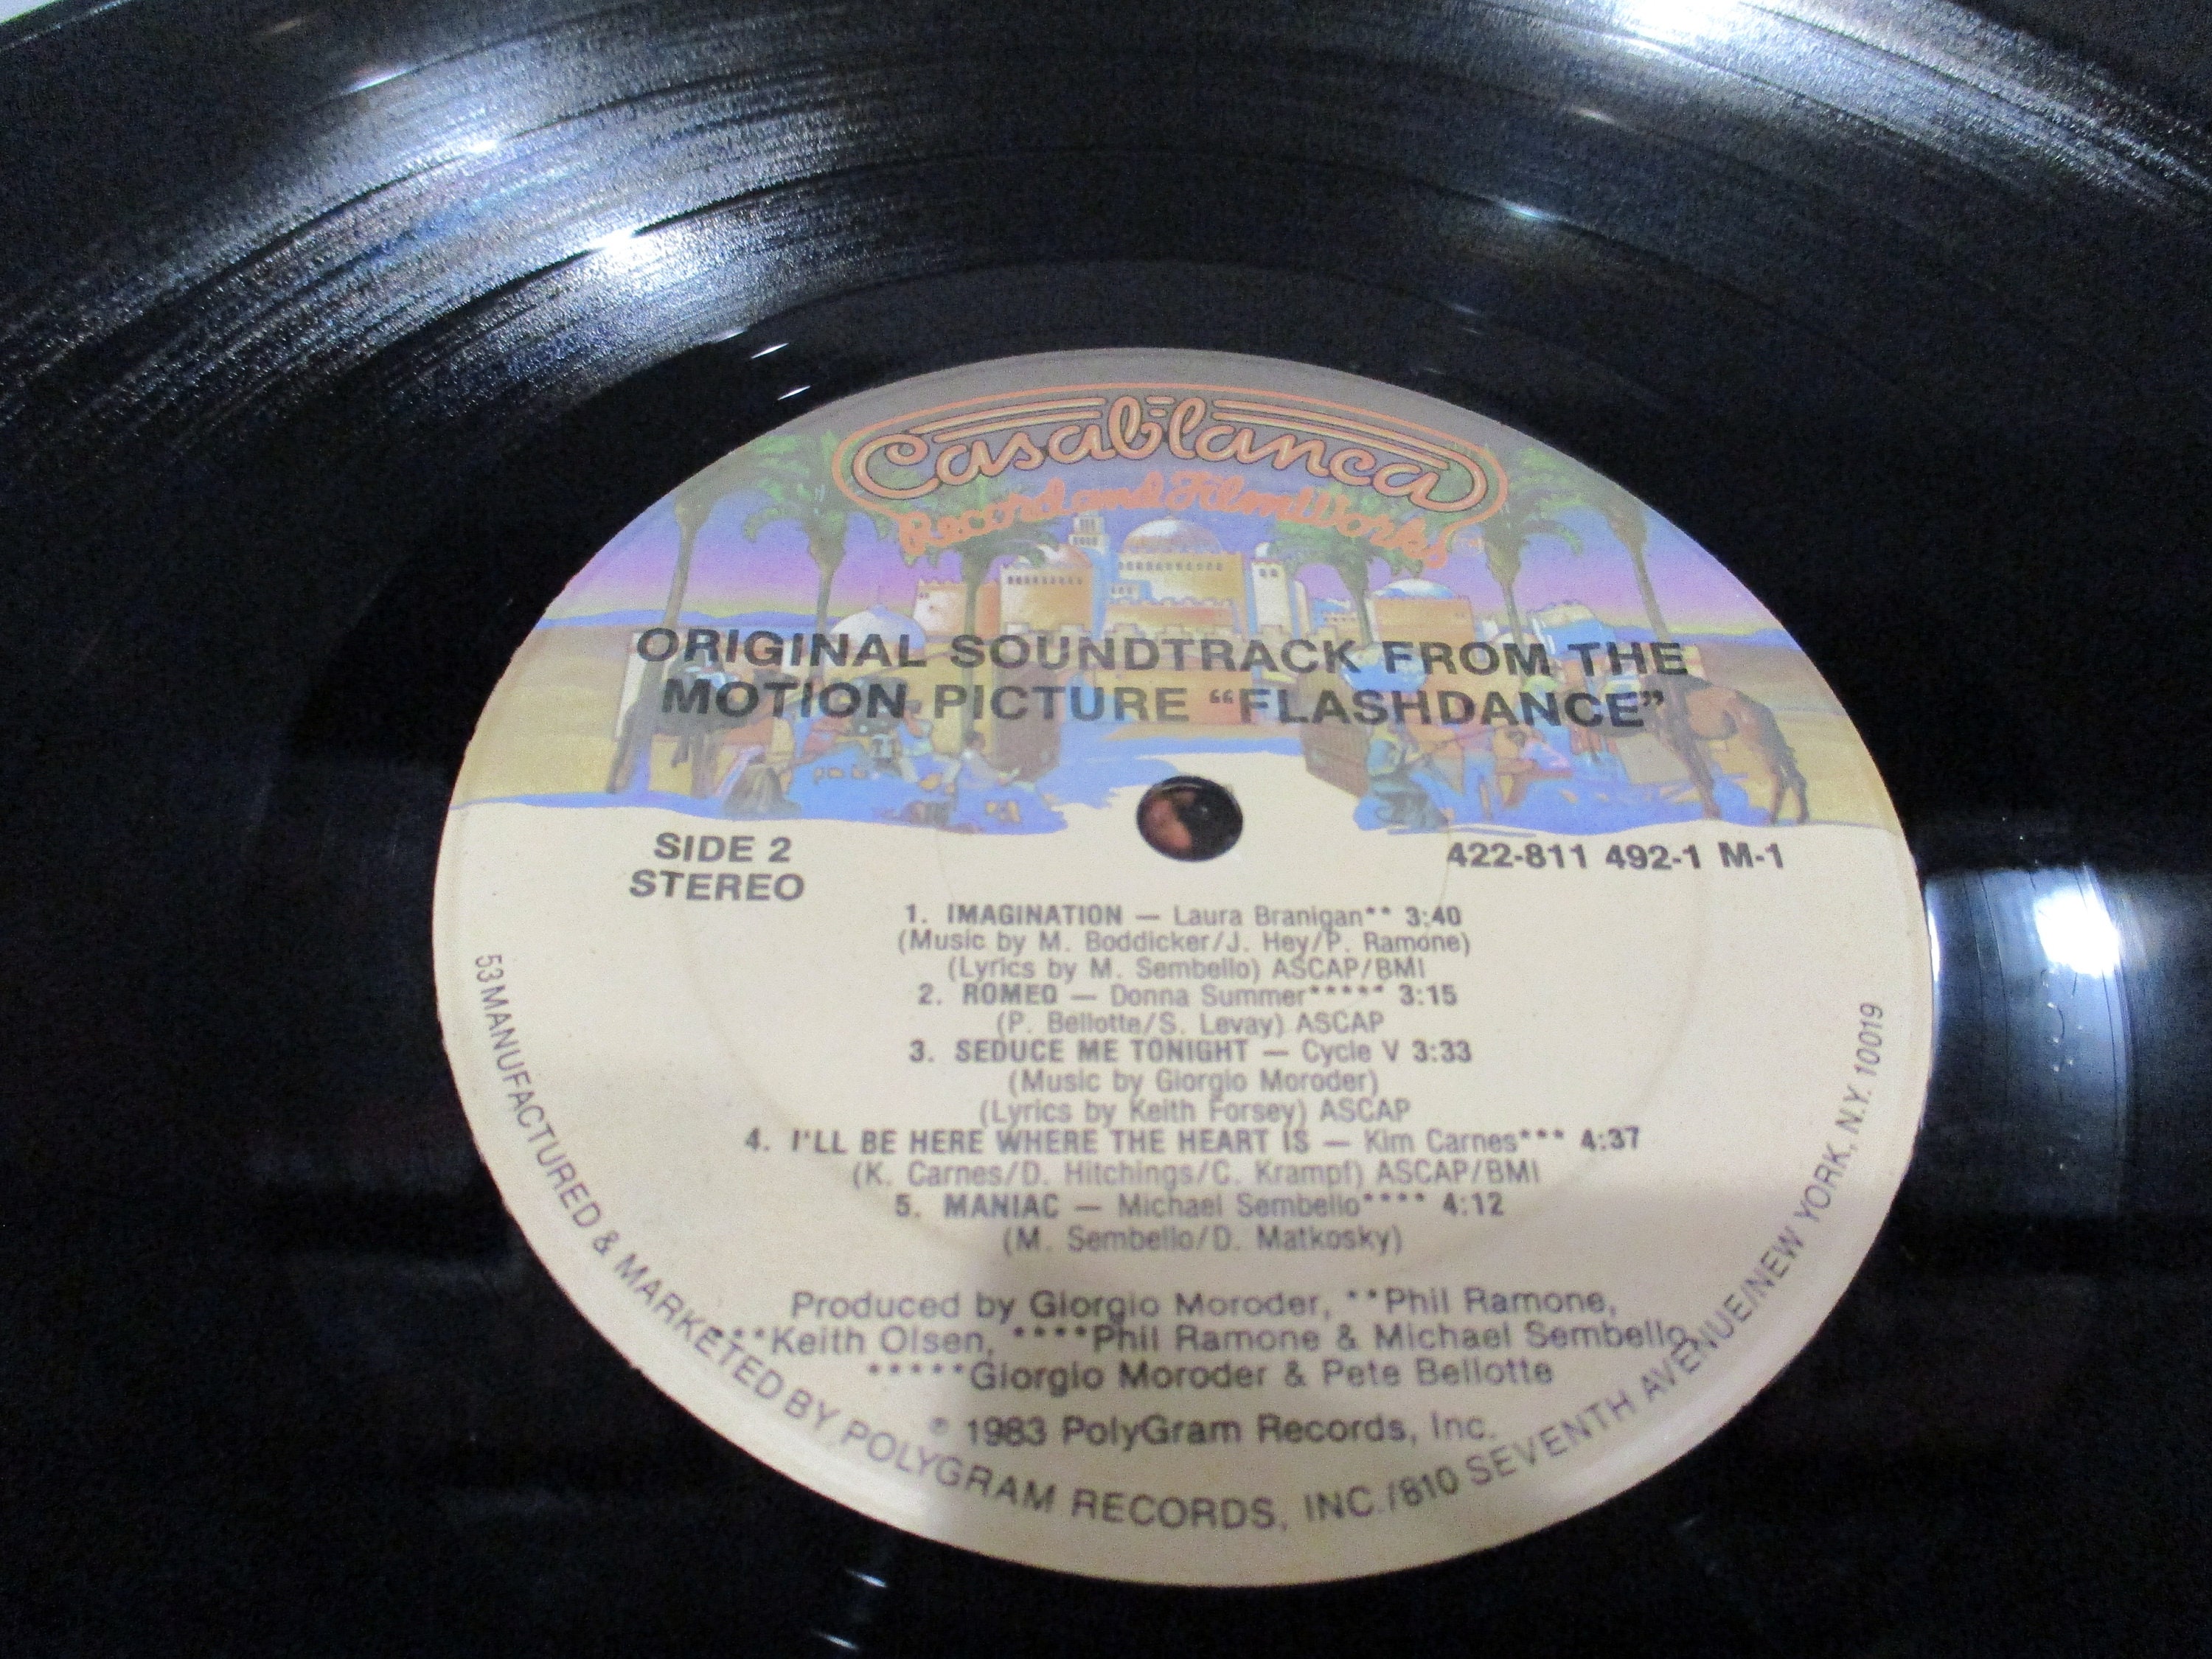 Casablanca
Record and FilmWorks
ORIGINAL SOUNDTRACK FROM THE
MOTION PICTURE “FLASHDANCE”
SIDE 2
STEREO
422-811 492-1 M-1
1. IMAGINATION — Laura Branigan** 3:40
(Music by M. Boddicker/J. Hey/P. Ramone)
(Lyrics by M. Sembello) ASCAP/BMI
2. ROMEO — Donna Summer***** 3:15
(P. Bellotte/S. Levay) ASCAP
3. SEDUCE ME TONIGHT — Cycle V 3:33
(Music by Giorgio Moroder)
(Lyrics by Keith Forsey) ASCAP
4. I'LL BE HERE WHERE THE HEART IS — Kim Carnes*** 4:37
(K. Carnes/D. Hitchings/C. Krampf) ASCAP/BMI
5. MANIAC — Michael Sembello**** 4:12
(M. Sembello/D. Matkosky)
Produced by Giorgio Moroder, **Phil Ramone,
***Keith Olsen, ****Phil Ramone & Michael Sembello,
*****Giorgio Moroder & Pete Bellotte
℗ 1983 PolyGram Records, Inc.
53 MANUFACTURED & MARKETED BY POLYGRAM RECORDS, INC./810 SEVENTH AVENUE/NEW YORK, N.Y. 10019